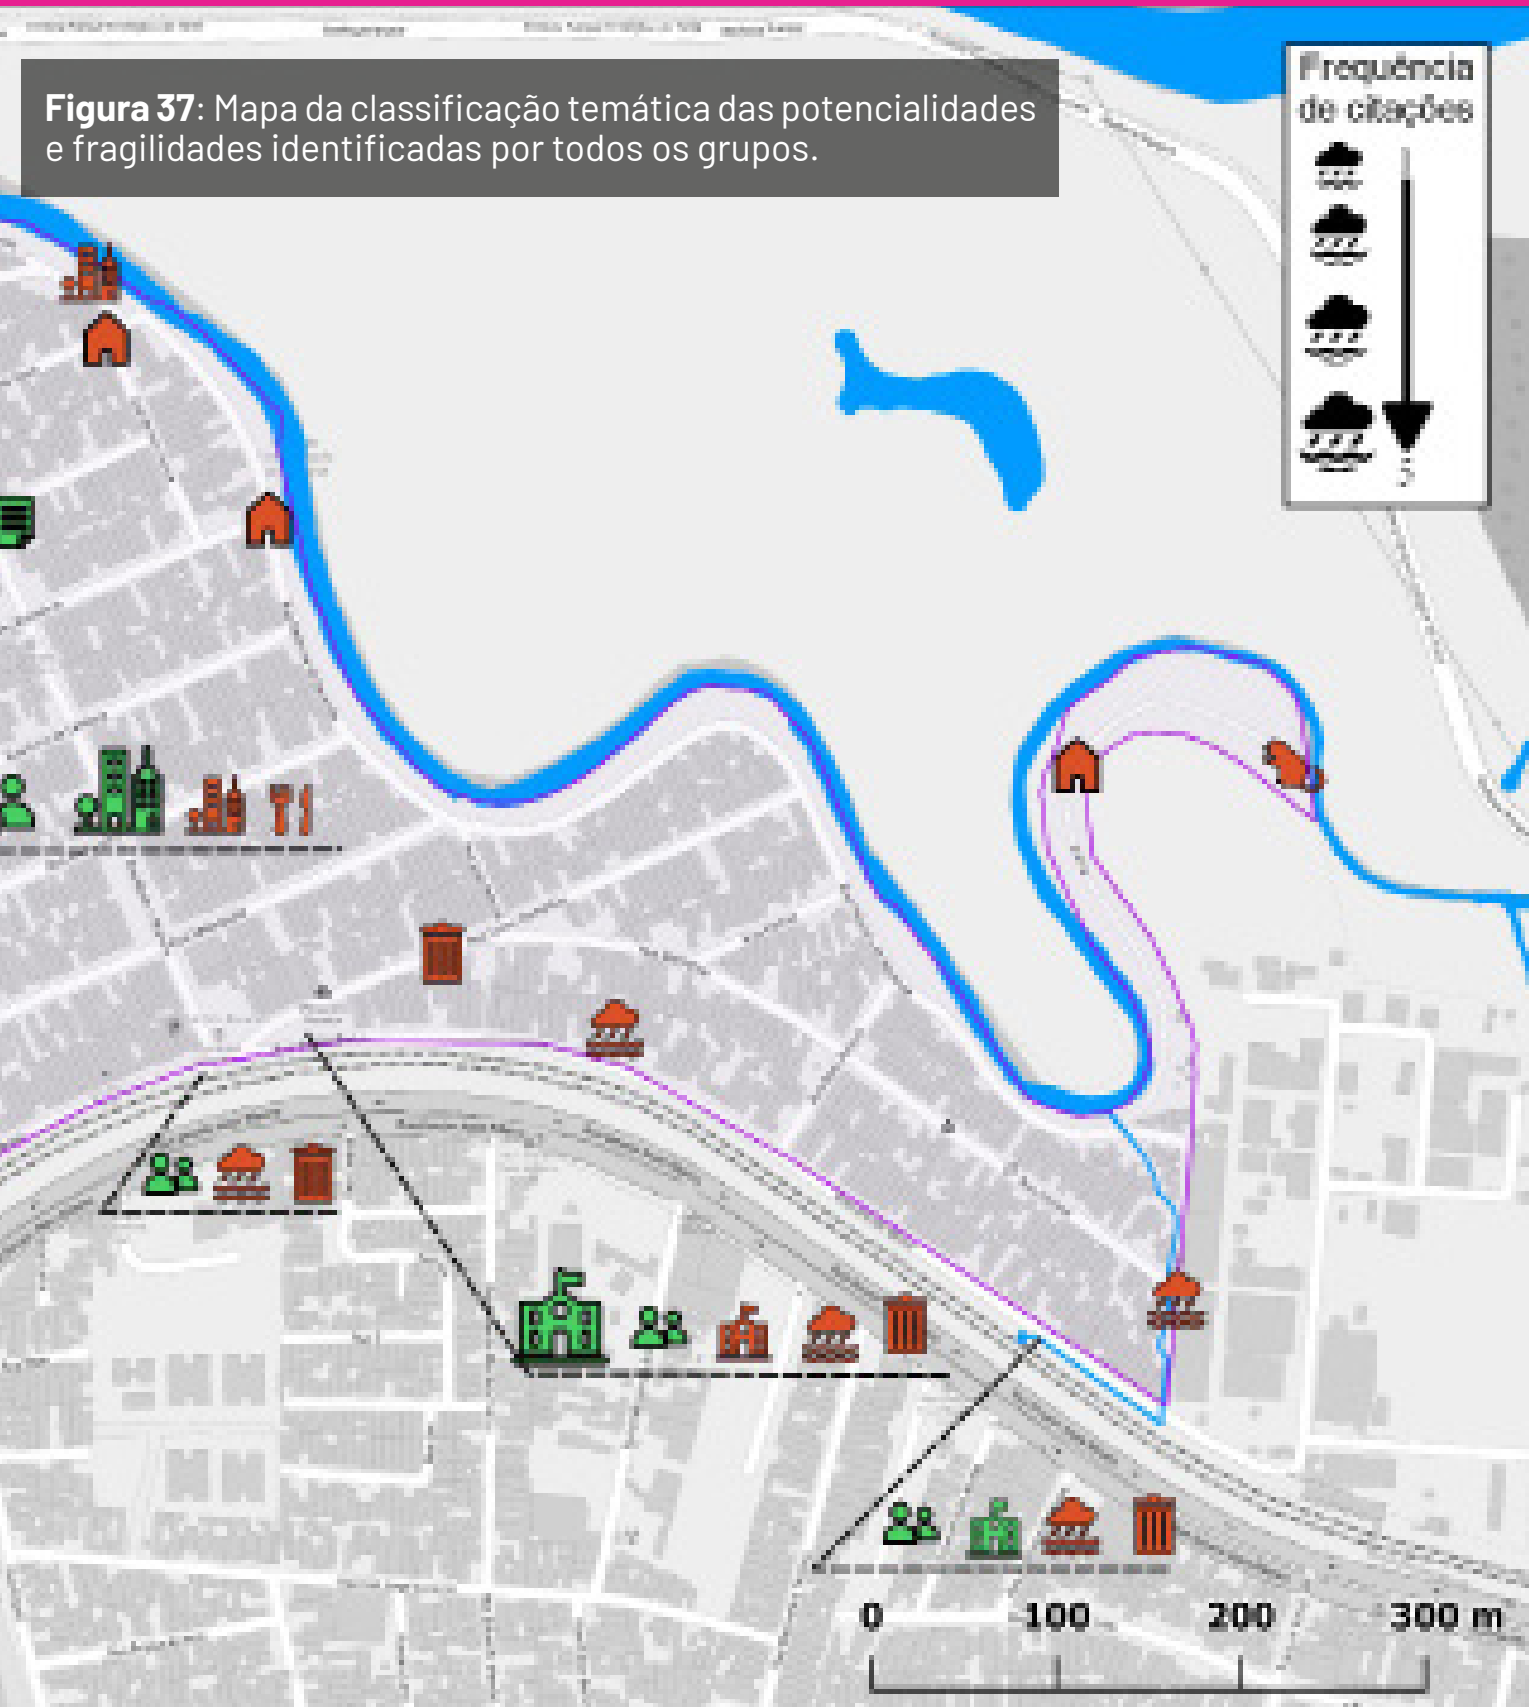 Figura 37: Mapa da classificação temática das potencialidades
e fragilidades identificadas por todos os grupos.
Frequência
de citações
0 100 200 300 m